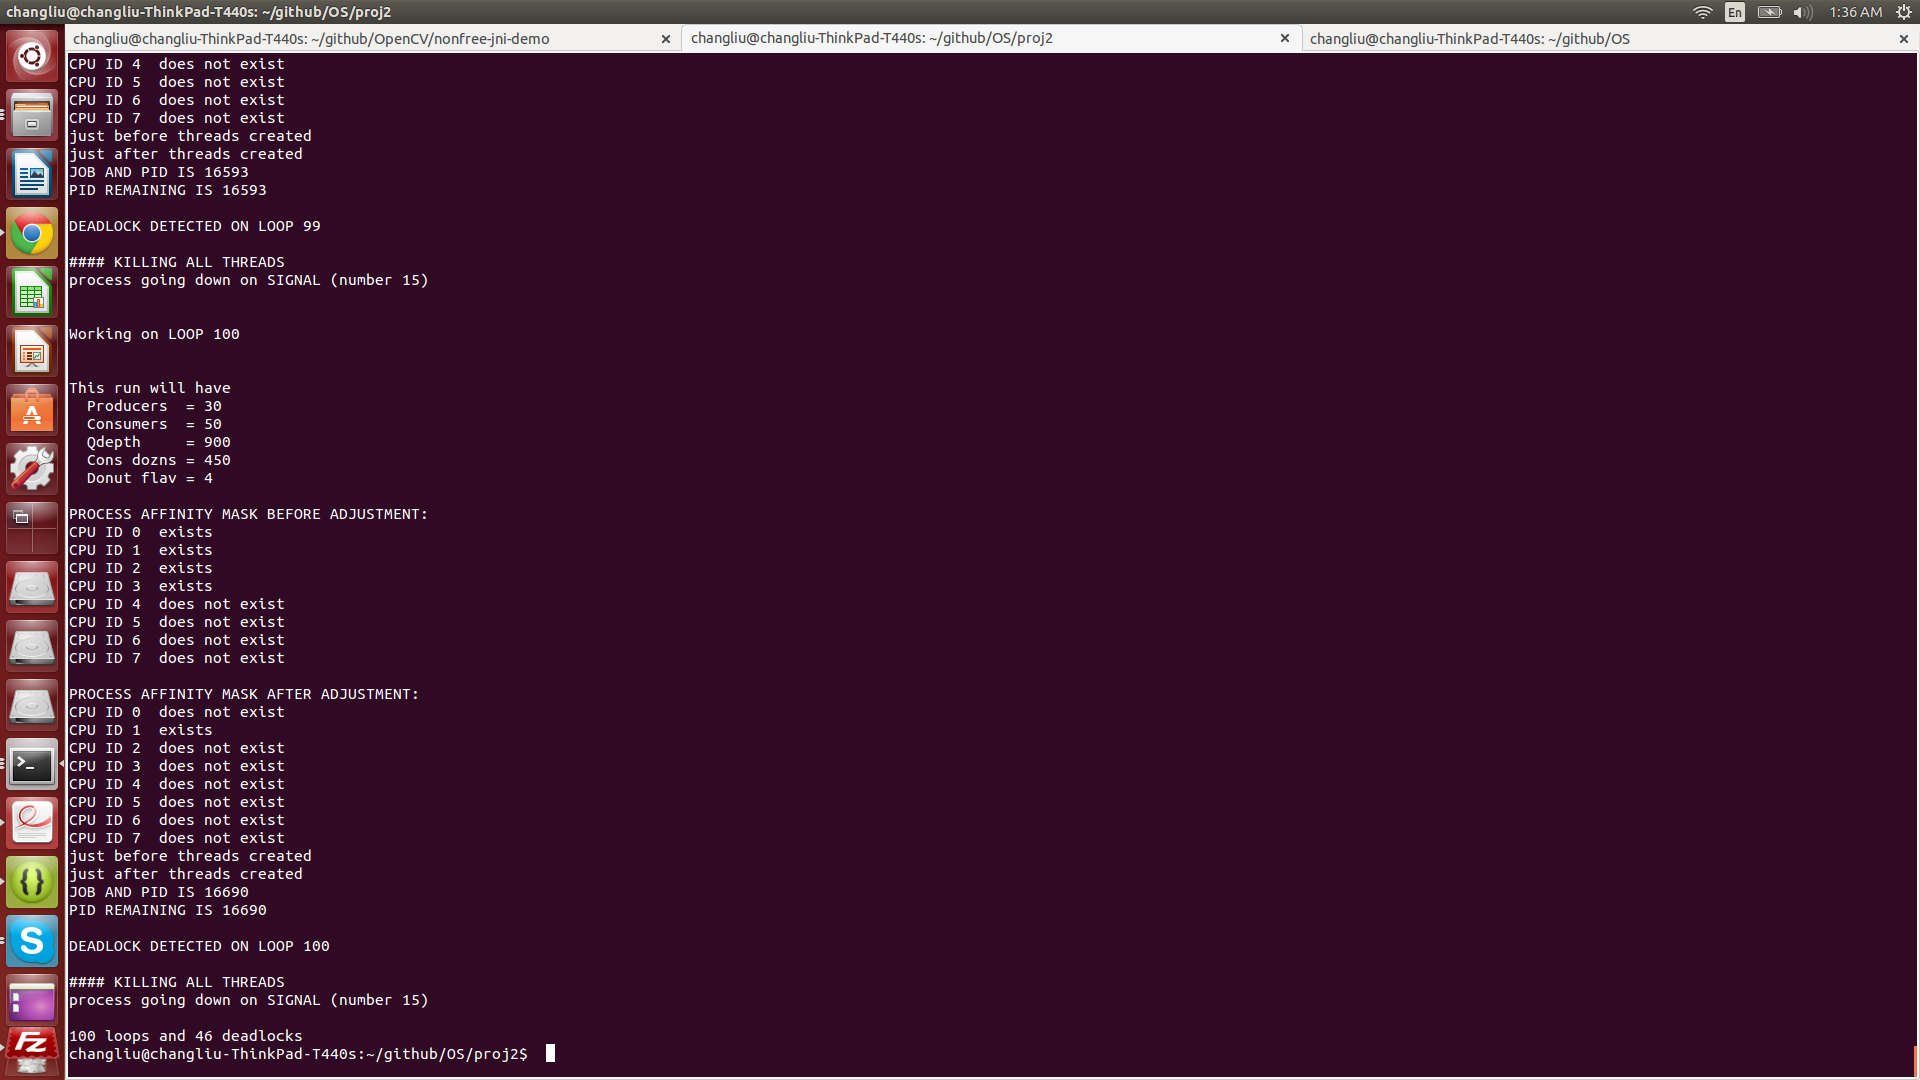 changliu@changliu-ThinkPad-T440s: ~/github/OS/proj2
En
1:36 AM
changliu@changliu-ThinkPad-T440s: ~/github/OpenCV/nonfree-jni-demo
changliu@changliu-ThinkPad-T440s: ~/github/OS/proj2
changliu@changliu-ThinkPad-T440s: ~/github/OS
CPU ID 4  does not exist
CPU ID 5  does not exist
CPU ID 6  does not exist
CPU ID 7  does not exist
just before threads created
just after threads created
JOB AND PID IS 16593
PID REMAINING IS 16593
DEADLOCK DETECTED ON LOOP 99
#### KILLING ALL THREADS
process going down on SIGNAL (number 15)
Working on LOOP 100
This run will have
  Producers  = 30
  Consumers  = 50
  Qdepth     = 900
  Cons dozns = 450
  Donut flav = 4
PROCESS AFFINITY MASK BEFORE ADJUSTMENT:
CPU ID 0  exists
CPU ID 1  exists
CPU ID 2  exists
CPU ID 3  exists
CPU ID 4  does not exist
CPU ID 5  does not exist
CPU ID 6  does not exist
CPU ID 7  does not exist
PROCESS AFFINITY MASK AFTER ADJUSTMENT:
CPU ID 0  does not exist
CPU ID 1  exists
CPU ID 2  does not exist
CPU ID 3  does not exist
CPU ID 4  does not exist
CPU ID 5  does not exist
CPU ID 6  does not exist
CPU ID 7  does not exist
just before threads created
just after threads created
JOB AND PID IS 16690
PID REMAINING IS 16690
DEADLOCK DETECTED ON LOOP 100
#### KILLING ALL THREADS
process going down on SIGNAL (number 15)
100 loops and 46 deadlocks
changliu@changliu-ThinkPad-T440s:~/github/OS/proj2$